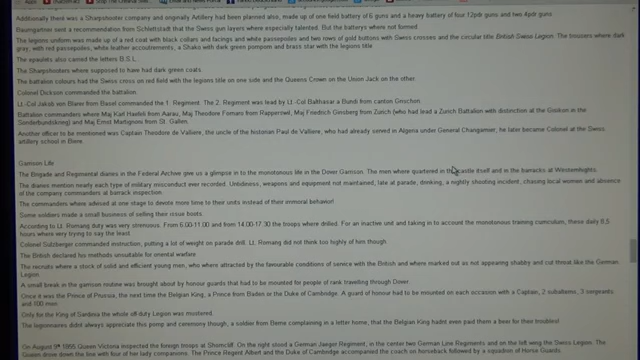 Additionally there was a Sharpshooter company and originally Artillery had been planned also, made up of one field battery of 6 guns and a heavy battery of four 12pdr guns and two 4pdr guns.
Baumgartner send a recommendation from Schlettstadt that the Swiss gun layers where especially talented. But the batterys where not formed.
The legions uniform was made up of a red coat with black collars and facings and white passepoiles and two rows of gold buttons with Swiss crosses and the circular title British Swiss Legion. The trousers where dark
gray, with red passepoiles, white leather accoutrements, a Shako with dark green pompom and brass star with the legions title
The epaulets also carried the letters B.S.L.
The Sharpshooters where supposed to have had dark green coats.
The battalion colours had the Swiss cross on red field with the legions title on one side and the Queens Crown on the Union Jack on the other.
Colonel Dickson commanded the battalion.
Lt.-Col Jakob von Blarer from Basel commanded the 1. Regiment. The 2. Regiment was lead by Lt.-Col Balthasar a Bundi from canton
Battalion commanders where Maj Karl from Aarau, Maj Theodor from Rapperswil, Maj Friedrich from Zurich (who had lead a Zurich Battalion with distinction at the in the
Sonderbundskrieg) and Maj Ernst from St. Gallen.
Another officer to be mentioned was Captain Theodore de Valliere, the uncle of the historian Paul de Valliere, who had already served in Algeria under General Changarnier, he later became Colonel at the Swiss
artillery school in Biere.
Garrison Life
The Brigade and Regimental diaries in the Federal Archive give us a glimpse in to the monotonous life in the Dover Garrison. The men where quartered in the castle itself and in the barracks at Westernheights.
The diaries mention nearly each type of military misconduct ever recorded. Untidiness, weapons and equipment not maintained, late at parade, drinking, a nightly shooting incident, chasing local women and absence
of the company commanders at barrack inspection.
The commanders where advised at one stage to devote more time to their units instead of their immoral behavior!
Some soldiers made a small business of selling their issue boots.
According to Lt. Romang duty was very strenuous. From 6.00-11.00 and from 14.00-17.30 the troops where drilled. For an inactive unit and taking in to account the monotonous training curriculum, these daily 8.5
hours where very trying to say the least.
Colonel Sulzberger commanded instruction, putting a lot of weight on parade drill. Lt. Romang did not think too highly of him though.
The British declared his methods unsuitable for
The recruits where a stock of solid and efficient young men, who where attracted by the favourable conditions of service with the British and where marked out as not appearing shabby and cut throat like the German
Legion.
A small break in the garrison routine was brought about by honour guards that had to be mounted for people of rank travelling through Dover.
Once it was the Prince of Prussia, the next time the Belgian King, a Prince from Baden or the Duke of Cambridge. A guard of honour had to be mounted on each occasion with a Captain, 2 subalterns, 3 sergeants
and 100 men
Only for the King of Sardinia the whole off duty Legion was mustered.
The legionnaires didnt always appreciate this pomp and ceremony though, a soldier from Berne complaining in a letter home, that the Belgian King hadnt even paid them a beer for their troubles!
On August 9th 1855 Queen Victoria inspected the foreign troops at Shorncliff. On the right stood a German Jaeger Regiment, in the center two German Line Regiments and on the left wing the Swiss Legion. The
Queen drove down the line with four of her lady companions. The Prince Regent Albert and the Duke of Cambridge accompanied the coach on horseback followed by a squadron of Horse Guards